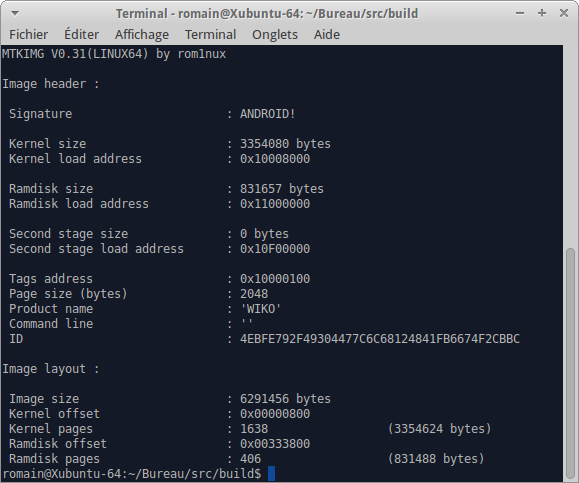 Terminal - romain@Xubuntu-64: ~/Bureau/src/build
Fichier Éditer Affichage Terminal Onglets Aide
MTKIMG V0.31(LINUX64) by rom1nux
Image header :
Signature : ANDROID!
Kernel size : 3354080 bytes
Kernel load address : 0x10008000
Ramdisk size : 831657 bytes
Ramdisk load address : 0x11000000
Second stage size : 0 bytes
Second stage load address : 0x10F00000
Tags address : 0x10000100
Page size (bytes) : 2048
Product name : 'WIKO'
Command line : ''
ID : 4EBFE792F49304477C6C68124841FB6674F2CBBC
Image layout :
Image size : 6291456 bytes
Kernel offset : 0x00000800
Kernel pages : 1638 (3354624 bytes)
Ramdisk offset : 0x00333800
Ramdisk pages : 406 (831488 bytes)
romain@Xubuntu-64:~/Bureau/src/build$